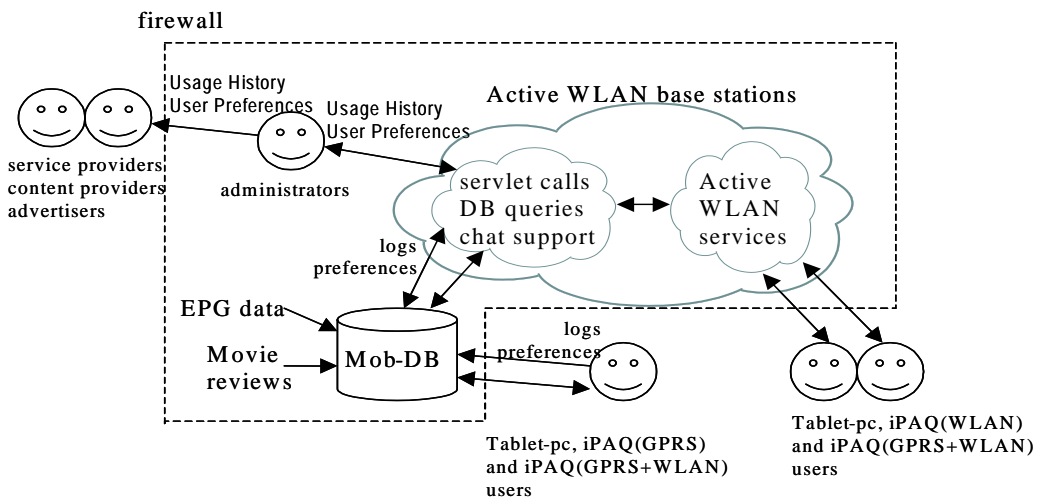 firewall
Usage History
User Preferences
Usage History
User Preferences
Active WLAN base stations
service providers
content providers
advertisers
administrators
servlet calls
DB queries
chat support
Active
WLAN
services
logs
preferences
EPG data
Movie
reviews
Mob-DB
logs
preferences
Tablet-pc, iPAQ(GPRS)
and iPAQ(GPRS+WLAN)
users
Tablet-pc, iPAQ(WLAN)
and iPAQ(GPRS+WLAN)
users